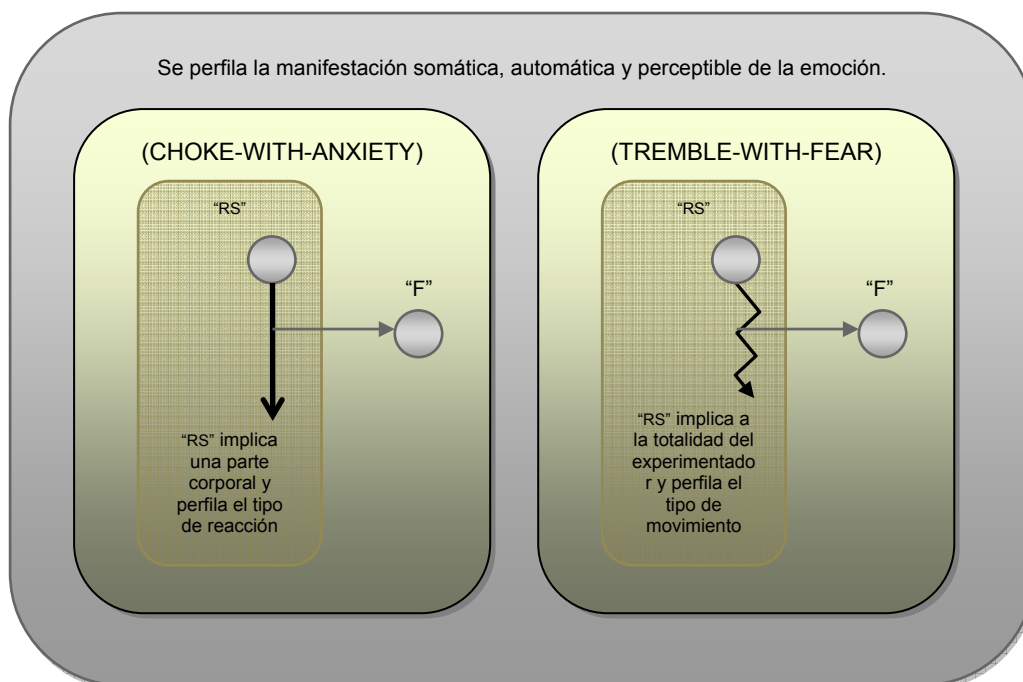 Se perfila la manifestación somática, automática y perceptible de la emoción.
(CHOKE-WITH-ANXIETY)
“RS”
“F”
“RS” implica
una parte
corporal y
perfila el tipo
de reacción
(TREMBLE-WITH-FEAR)
“RS”
“F”
“RS” implica a
la totalidad del
experimentado
r y perfila el
tipo de
movimiento